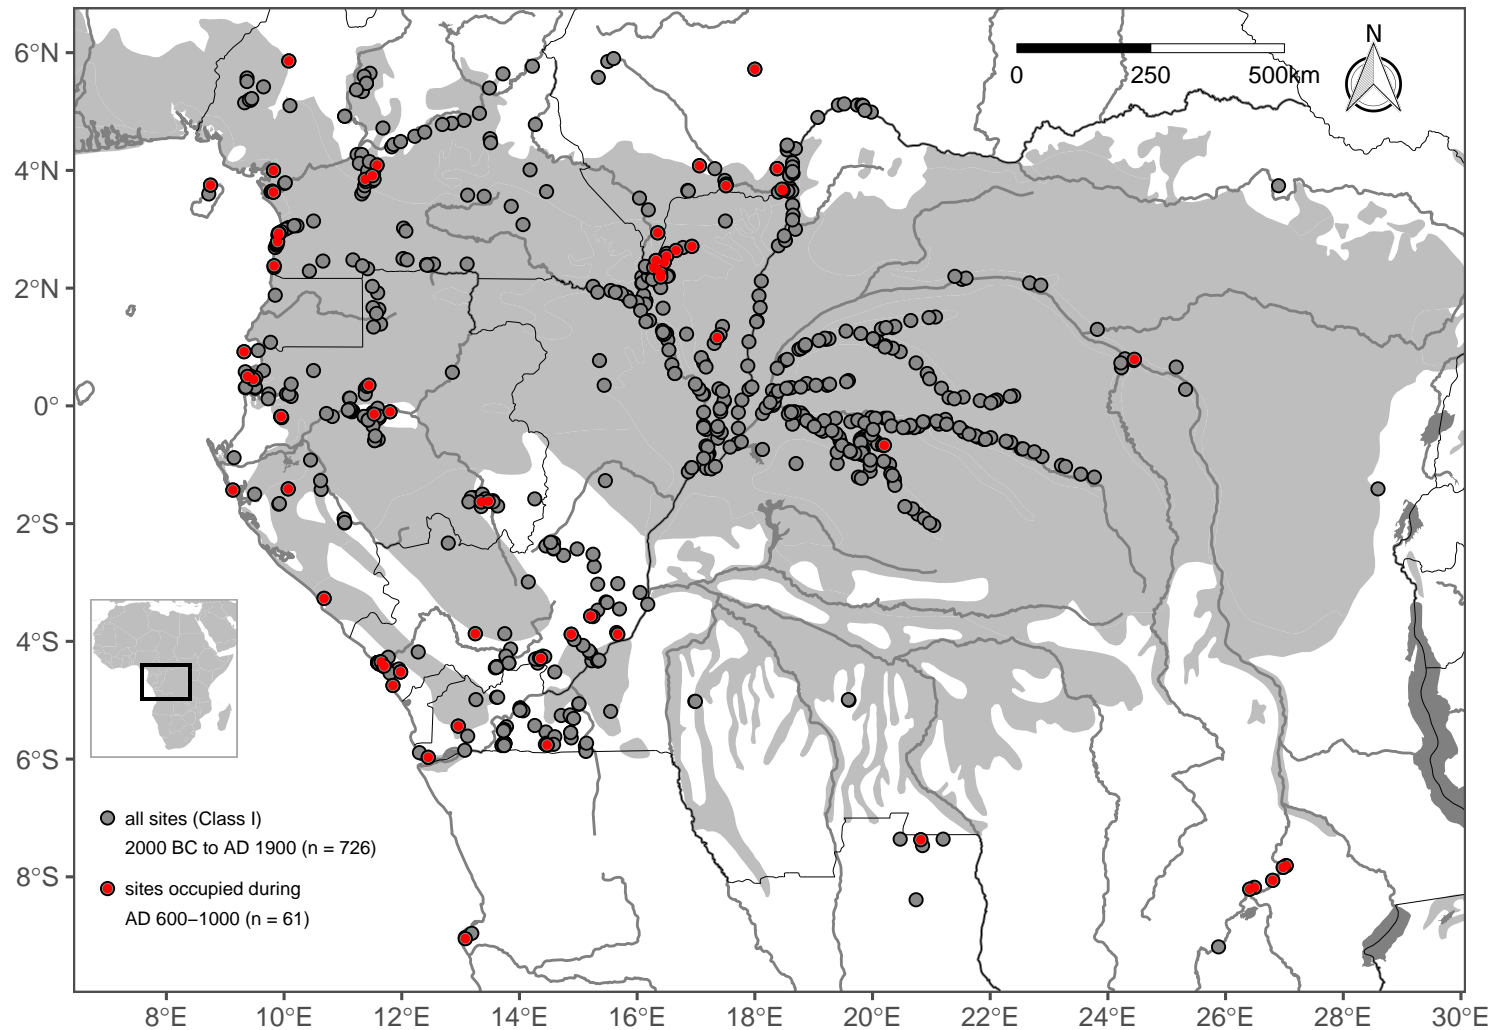 6°N
4°N
2°N
0°
2°S
4°S
6°S
8°S
0
250
500km
N
all sites (Class I)
2000 BC to AD 1900 (n = 726)
sites occupied during
AD 600–1000 (n = 61)
8°E
10°E
12°E
14°E
16°E
18°E
20°E
22°E
24°E
26°E
28°E
30°E